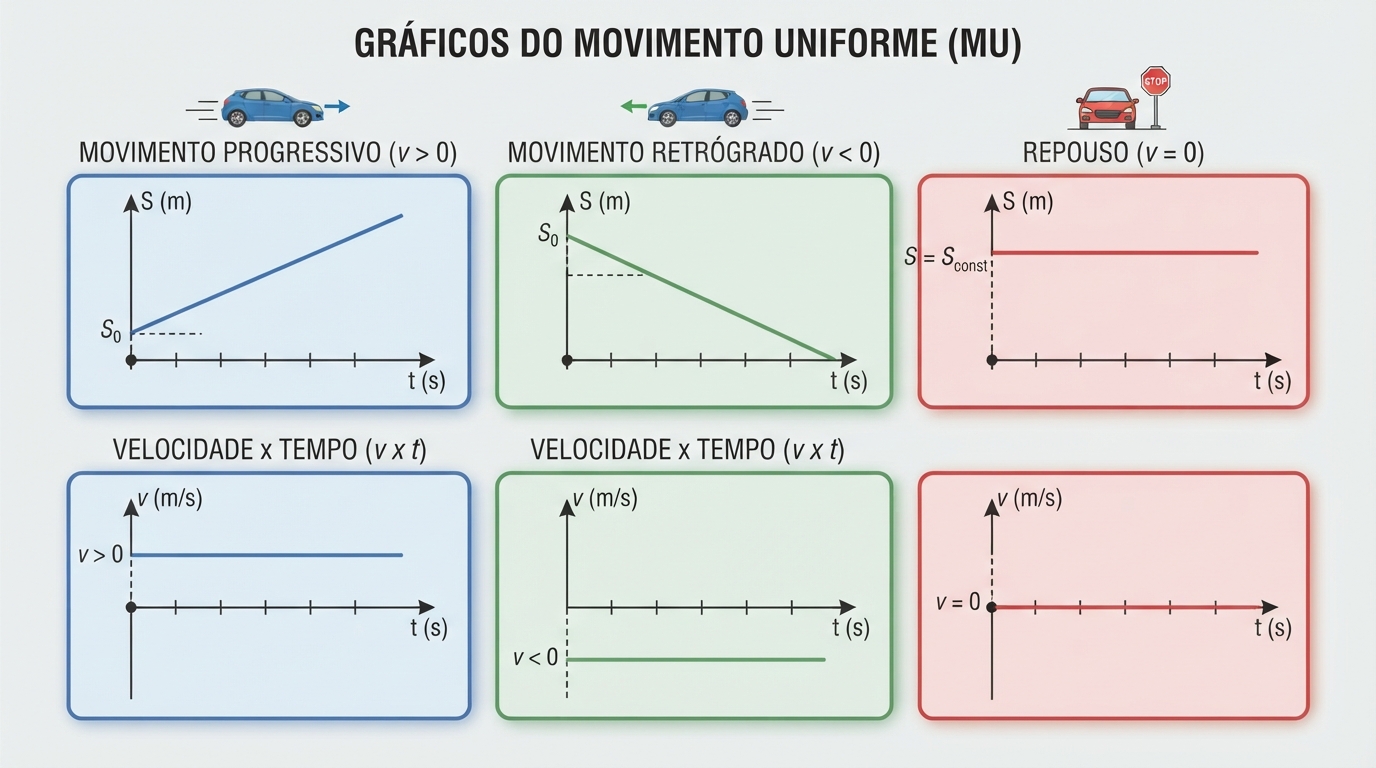 GRÁFICOS DO MOVIMENTO UNIFORME (MU)
GTOP
MOVIMENTO PROGRESSIVO (v > 0)
MOVIMENTO RETRÓGRADO (v < 0)
REPOUSO (v = 0)
S (m)
S₀
t (s)
S (m)
S₀
t (s)
S (m)
S = Sconst
t (s)
VELOCIDADE x TEMPO (v x t)
VELOCIDADE x TEMPO (v x t)
v (m/s)
v > 0
t (s)
v (m/s)
t (s)
v < 0
v (m/s)
v = 0
t (s)